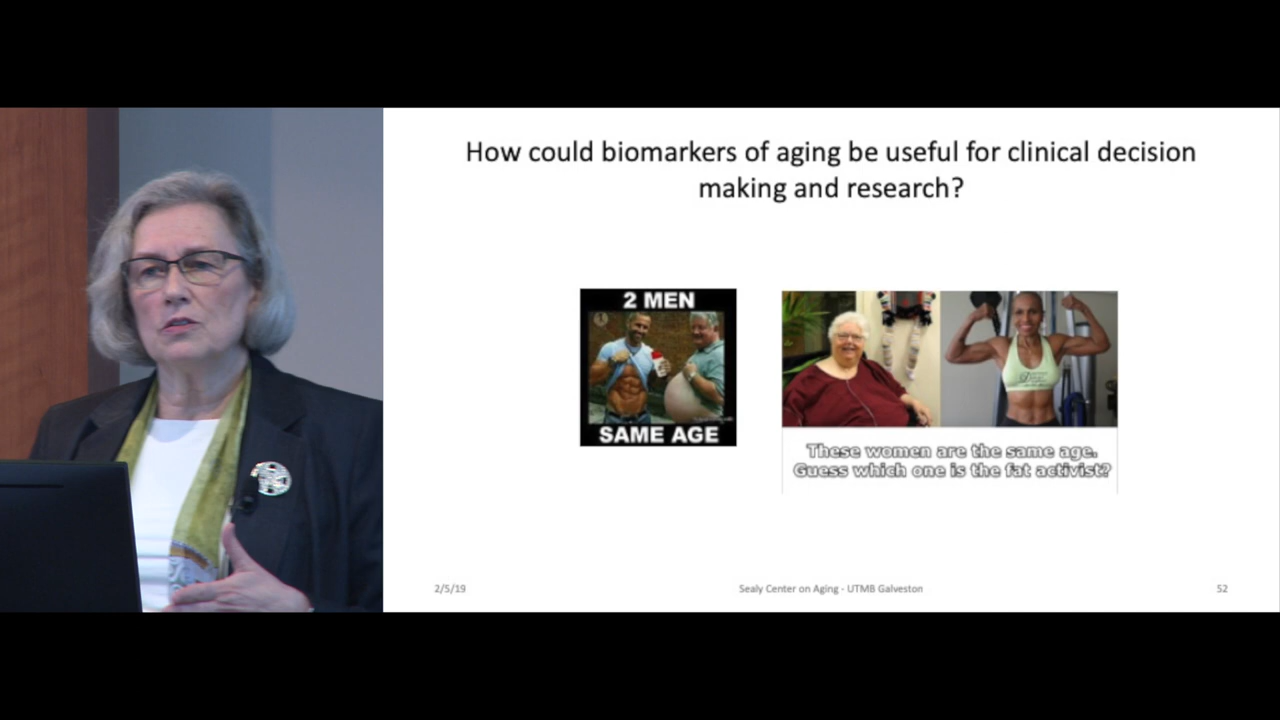 How could biomarkers of aging be useful for clinical decision
making and research?
2 MEN
SAME AGE
These women are the same age.
Guess which one is the fat activist?
2/5/19
Sealy Center on Aging - UTMB Galveston
52